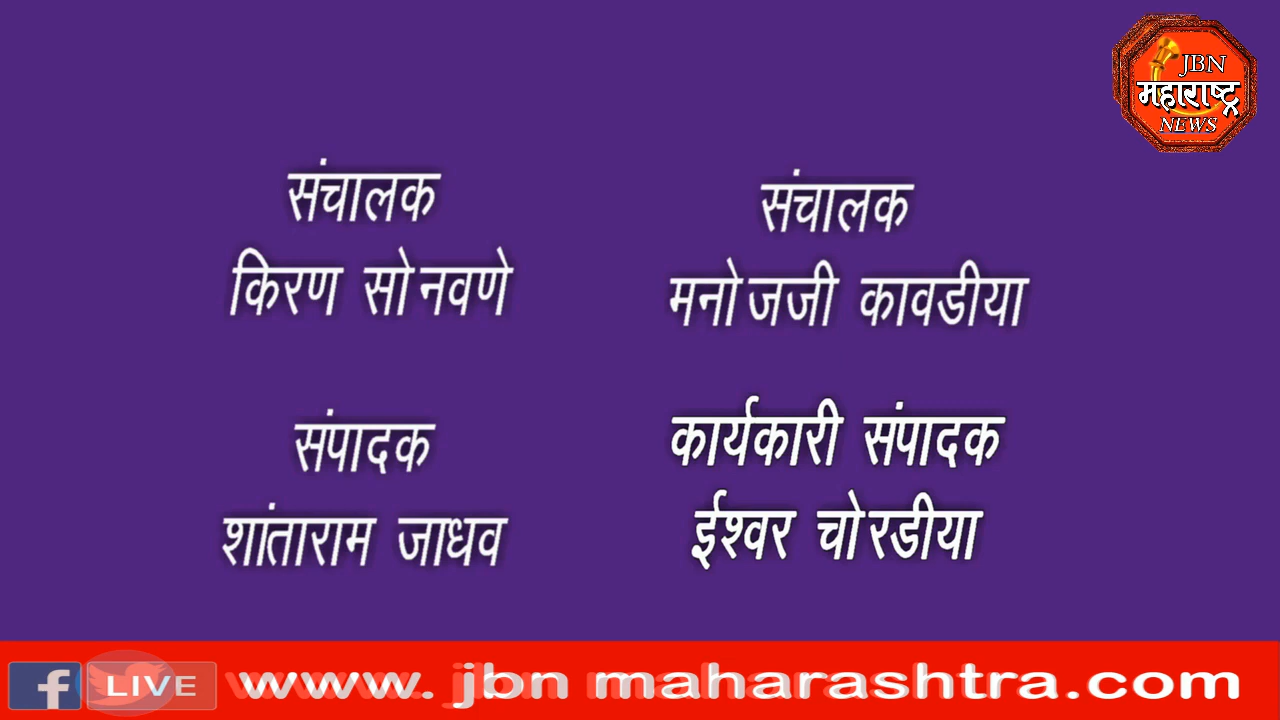 JBN
महाराष्ट्र
NEWS
संचालक
किरण सोनवणे
संचालक
मनोजजी कावडीया
संपादक
शांताराम जाधव
कार्यकारी संपादक
ईश्वर चोरडीया
f LIVE www. jbn maharashtra.com